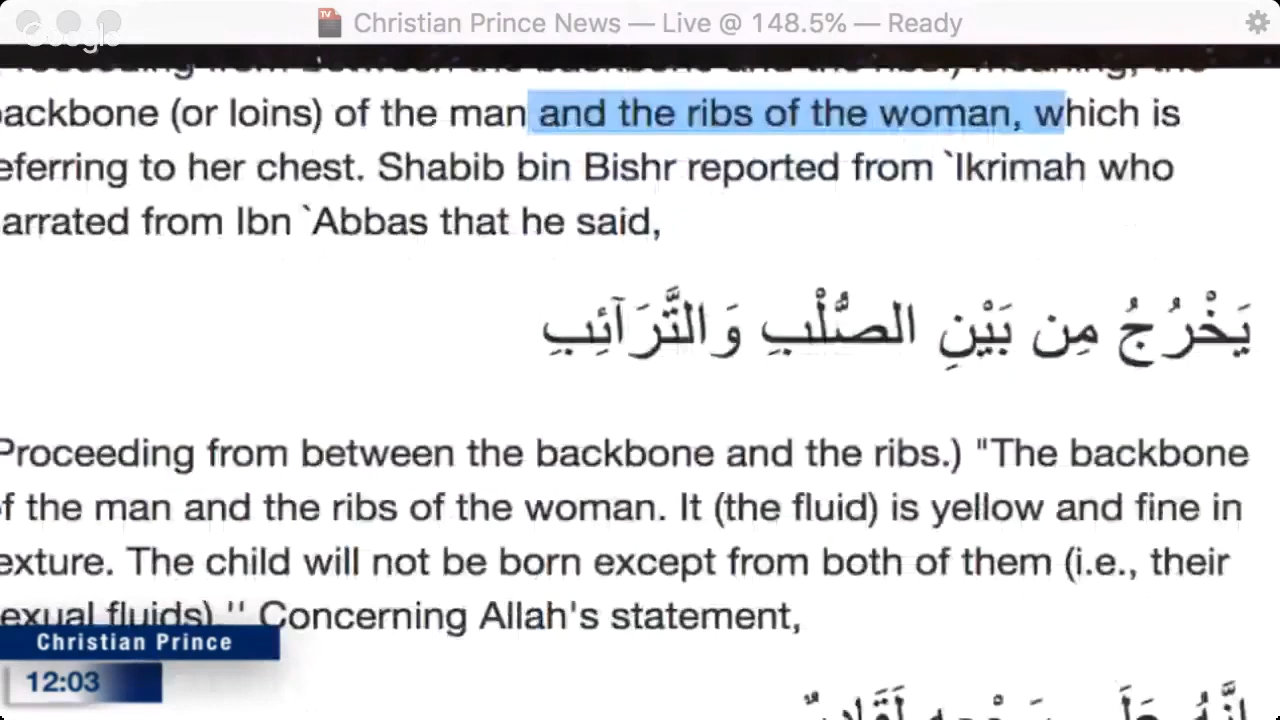 Christian Prince News — Live @ 148.5% — Ready
Google
backbone (or loins) of the man and the ribs of the woman, which is
eferring to her chest. Shabib bin Bishr reported from `Ikrimah who
arrated from Ibn `Abbas that he said,
يَخْرُجُ مِن بَيْنِ الصُّلْبِ وَالتَّرَآئِبِ
Proceeding from between the backbone and the ribs.) "The backbone
f the man and the ribs of the woman. It (the fluid) is yellow and fine in
exture. The child will not be born except from both of them (i.e., their
exual fluids).'' Concerning Allah's statement,
Christian Prince
12:03